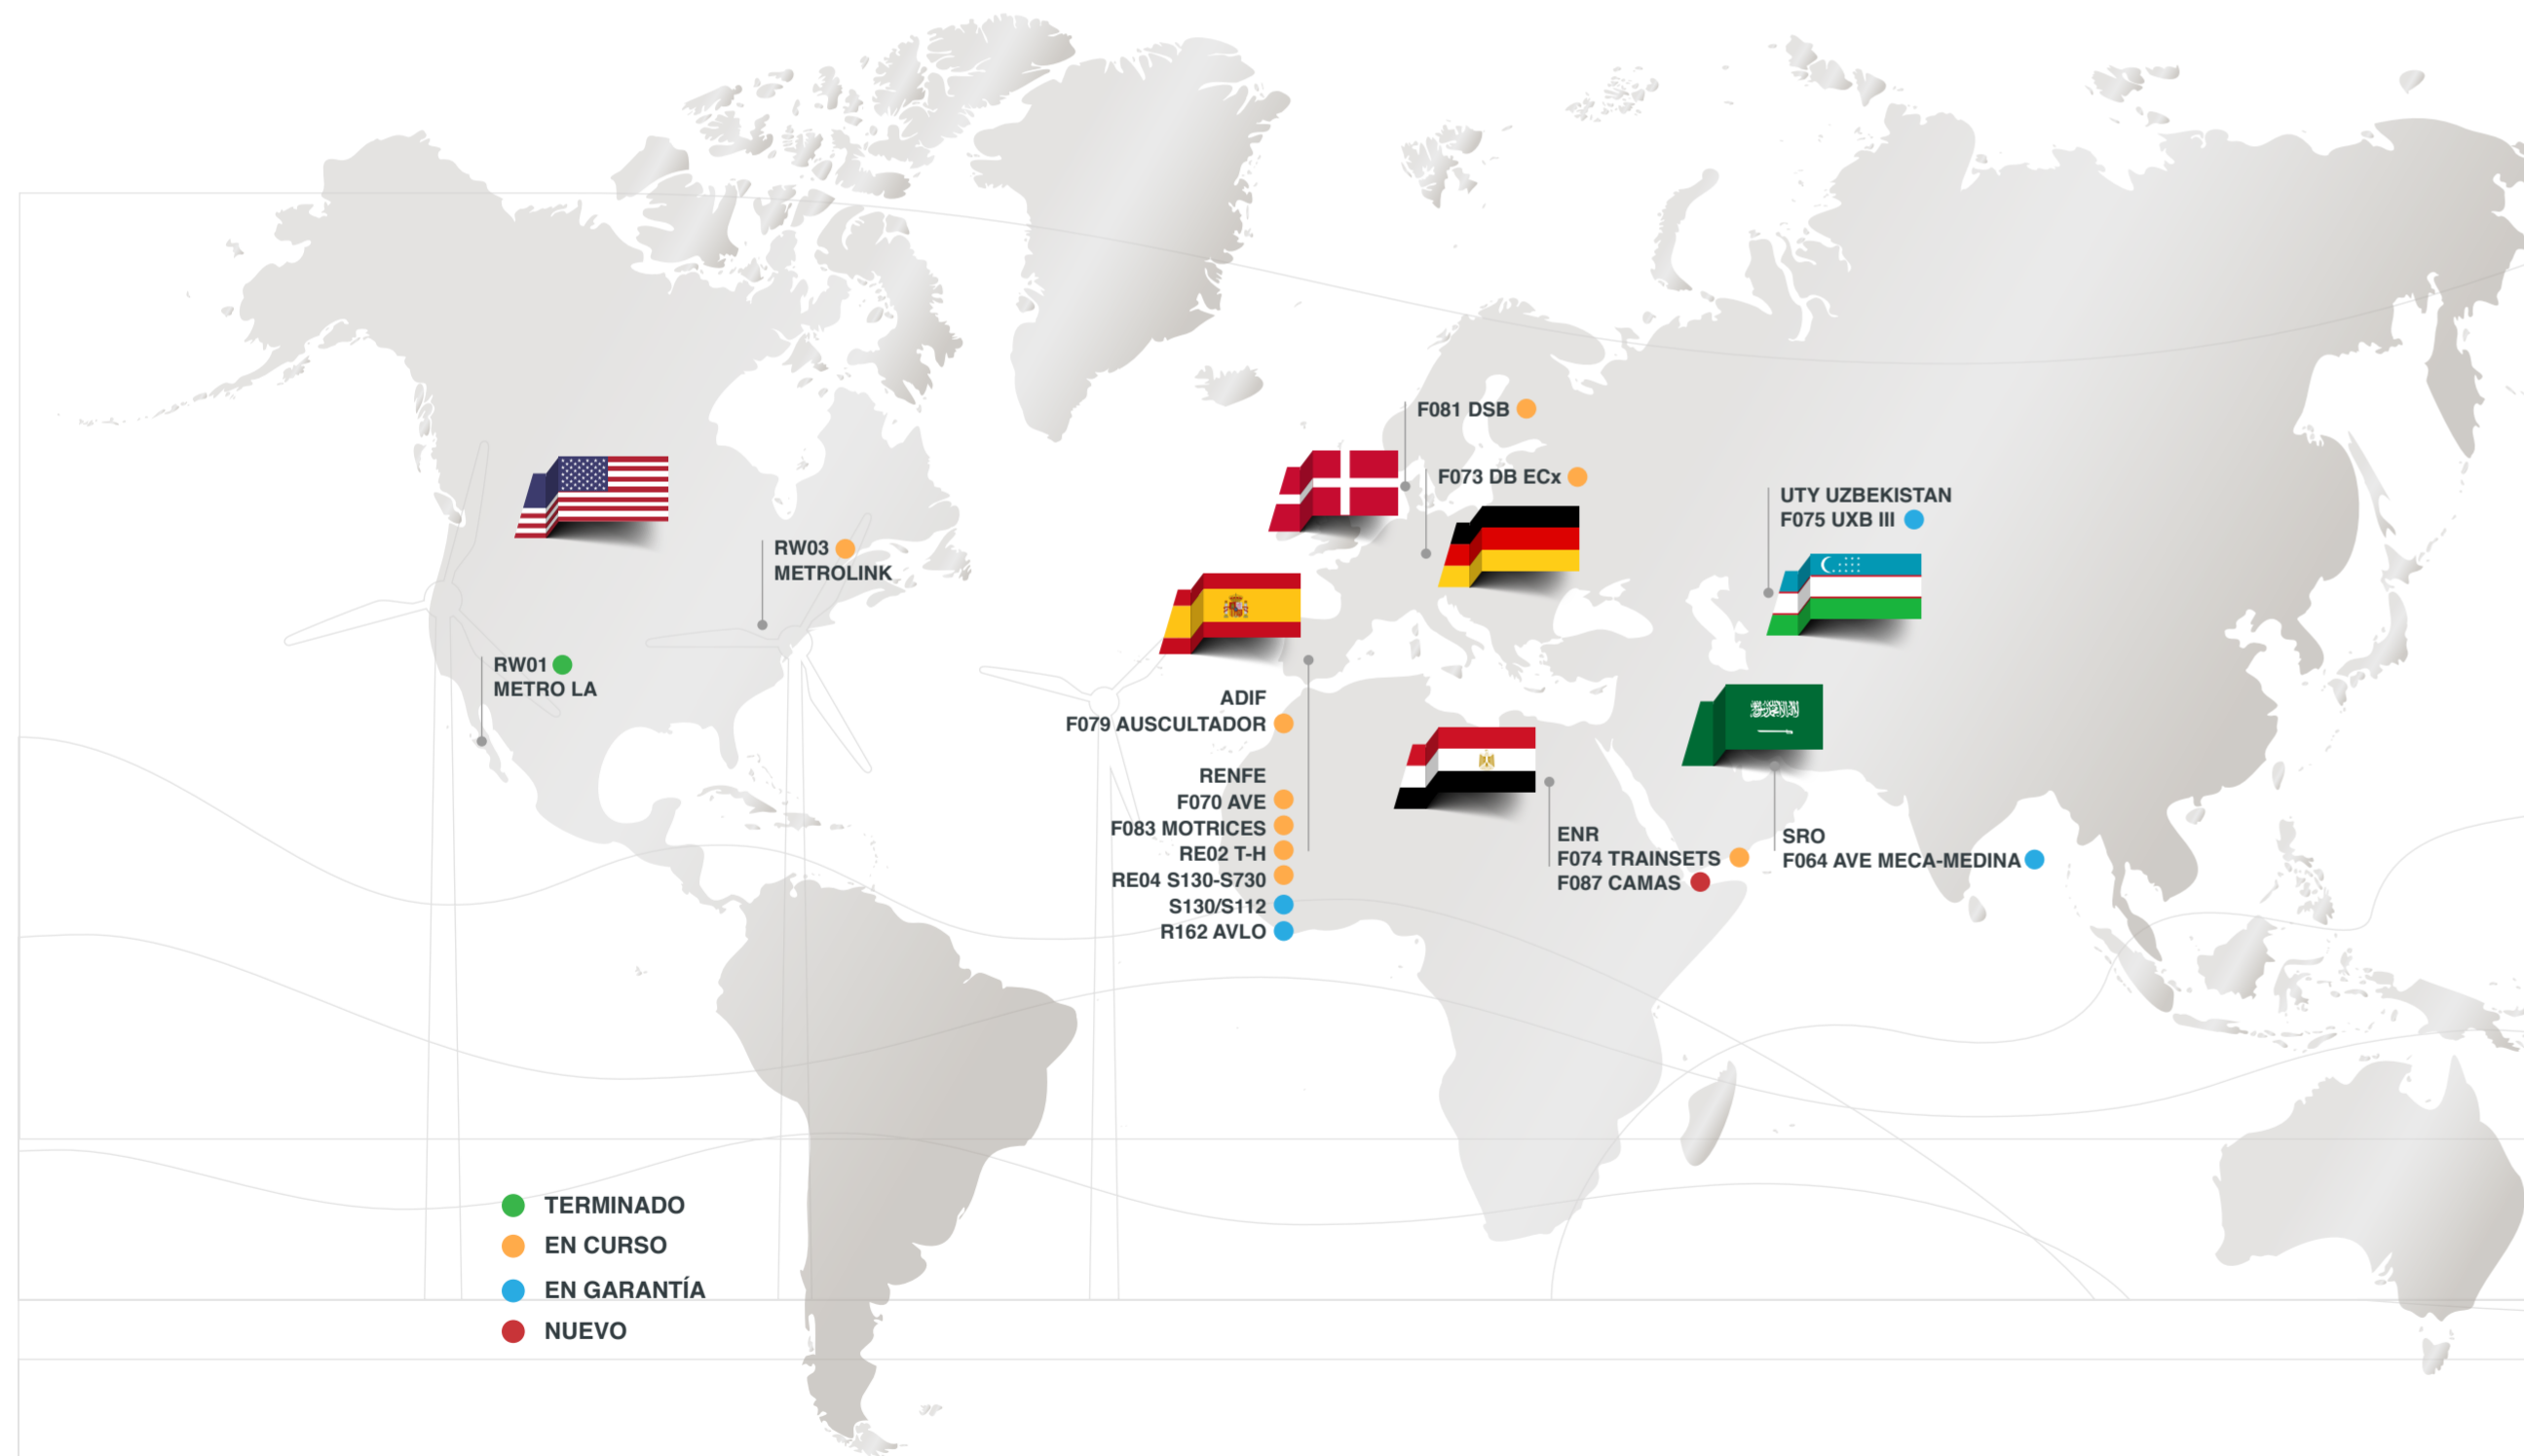 F081 DSB
F073 DB ECx
UTY UZBEKISTAN
F075 UXB III
RW03
METROLINK
RW01
METRO LA
ADIF
F079 AUSCULTADOR
RENFE
F070 AVE
F083 MOTRICES
RE02 T-H
RE04 S130-S730
S130/S112
R162 AVLO
ENR
F074 TRAINSETS
F087 CAMAS
SRO
F064 AVE MECA-MEDINA
TERMINADO
EN CURSO
EN GARANTÍA
NUEVO